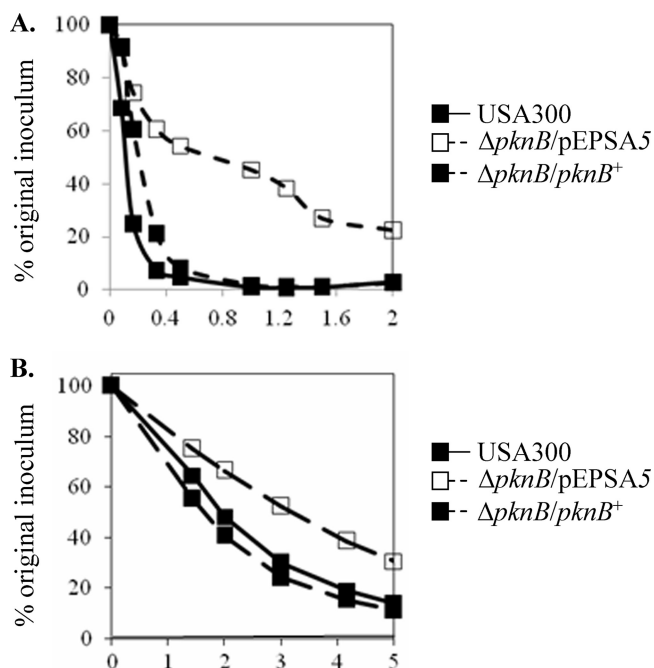 A.
% original inoculum
100
80
60
40
20
0
0 0.4 0.8 1.2 1.6 2
USA300
ΔpknB/pEPSA5
ΔpknB/pknB⁺
B.
% original inoculum
100
80
60
40
20
0
0 1 2 3 4 5
USA300
ΔpknB/pEPSA5
ΔpknB/pknB⁺